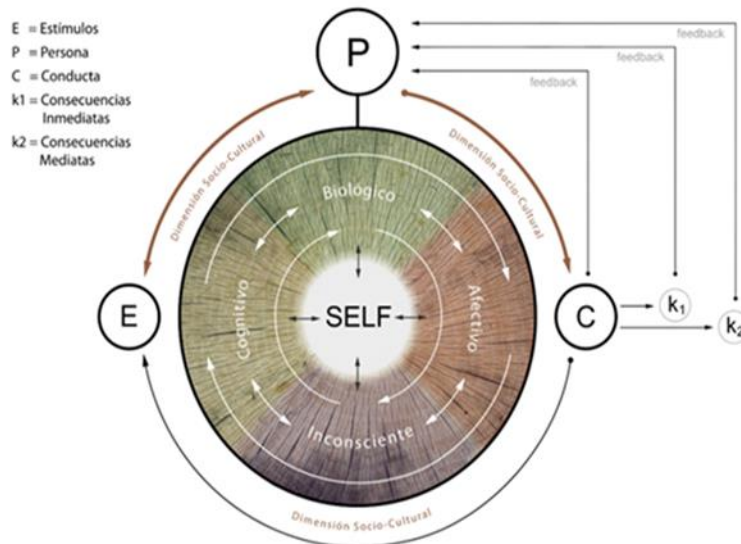 E = Estímulos
P = Persona
C = Conducta
k1 = Consecuencias
Inmediatas
k2 = Consecuencias
Mediatas
P
feedback
feedback
feedback
Dimensión Socio-Cultural
Dimensión Socio-Cultural
Biológico
Cognitivo
Afectivo
SELF
E
C
k1
k2
Inconsciente
Dimensión Socio-Cultural